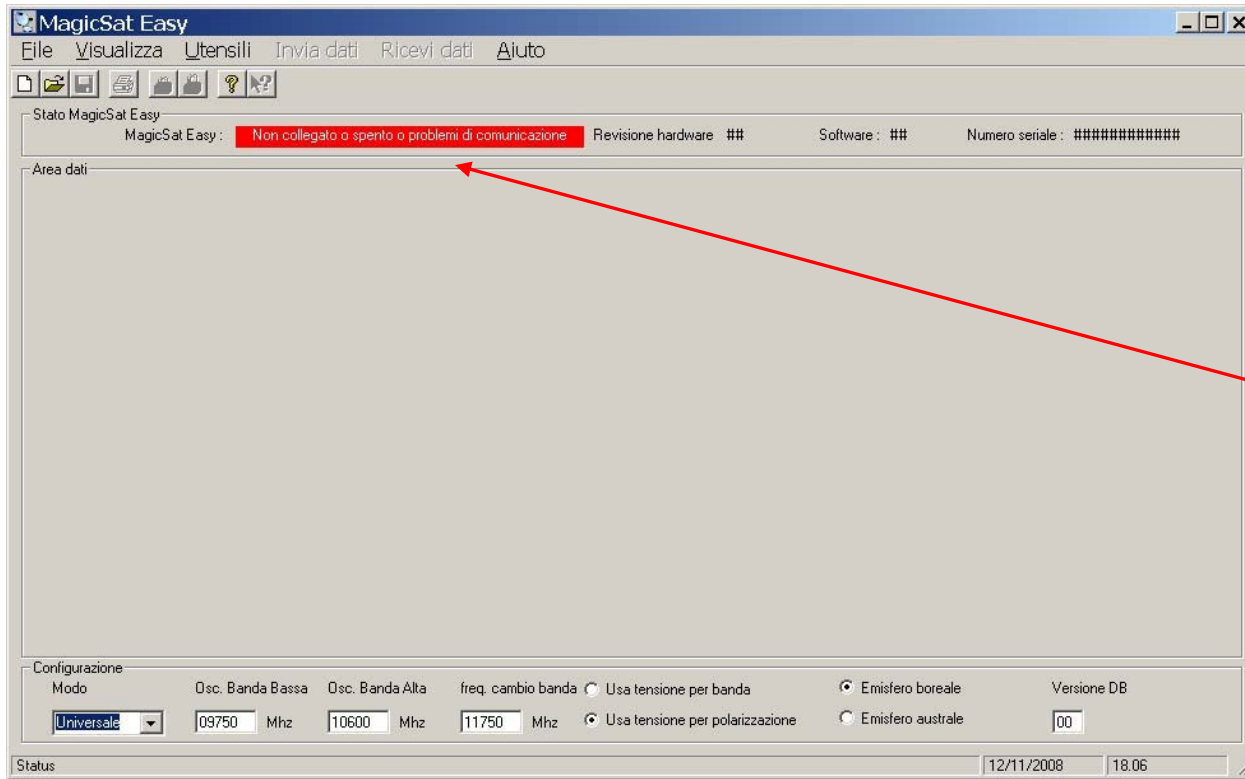 MagicSat Easy
File Visualizza Utensili Invia dati Ricevi dati Aiuto
Stato MagicSat Easy
MagicSat Easy : Non collegato o spento o problemi di comunicazione Revisione hardware ## Software : ## Numero seriale : ############
Area dati
Configurazione
Modo Osc. Banda Bassa Osc. Banda Alta freq. cambio banda Usa tensione per banda Emisfero boreale Versione DB
Universale 09750 Mhz 10600 Mhz 11750 Mhz Usa tensione per polarizzazione Emisfero australe 00
Status 12/11/2008 18.06